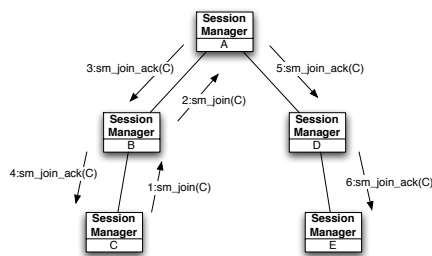 Session
Manager
A
3:sm_join_ack(C)
5:sm_join_ack(C)
2:sm_join(C)
Session
Manager
B
Session
Manager
D
4:sm_join_ack(C)
1:sm_join(C)
6:sm_join_ack(C)
Session
Manager
C
Session
Manager
E